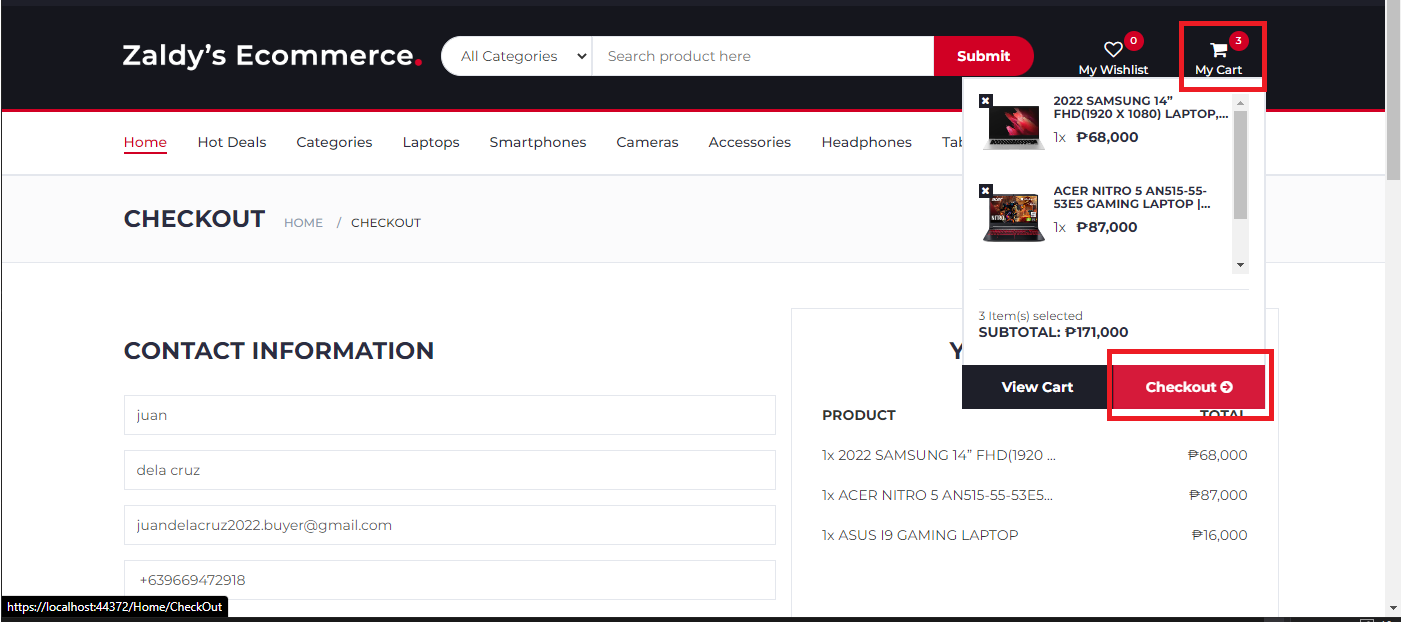 Zaldy’s Ecommerce.
All Categories
Search product here
Submit
0
My Wishlist
3
My Cart
2022 SAMSUNG 14”
FHD(1920 X 1080) LAPTOP,...
1x ₱68,000
ACER NITRO 5 AN515-55-
53E5 GAMING LAPTOP |...
1x ₱87,000
3 Item(s) selected
SUBTOTAL: ₱171,000
View Cart
Checkout
Home
Hot Deals
Categories
Laptops
Smartphones
Cameras
Accessories
Headphones
CHECKOUT
HOME / CHECKOUT
CONTACT INFORMATION
juan
dela cruz
juandelacruz2022.buyer@gmail.com
+639669472918
PRODUCT TOTAL
1x 2022 SAMSUNG 14” FHD(1920 ... ₱68,000
1x ACER NITRO 5 AN515-55-53E5... ₱87,000
1x ASUS I9 GAMING LAPTOP ₱16,000
https://localhost:44372/Home/CheckOut